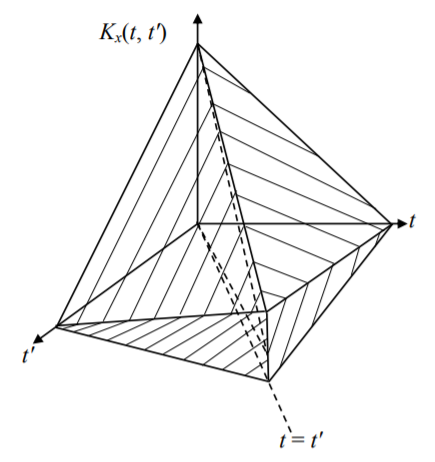 Kₓ(t, t′)
t
t′
t = t′